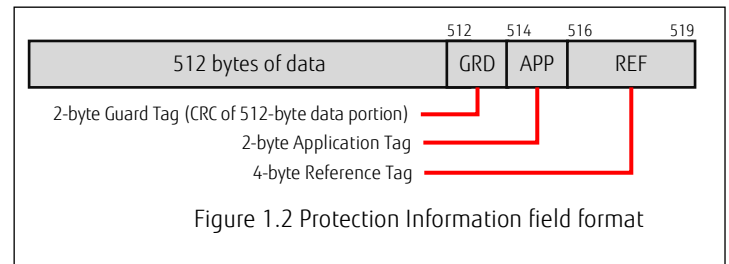 512 514 516 519
512 bytes of data GRD APP REF
2-byte Guard Tag (CRC of 512-byte data portion)
2-byte Application Tag
4-byte Reference Tag
Figure 1.2 Protection Information field format